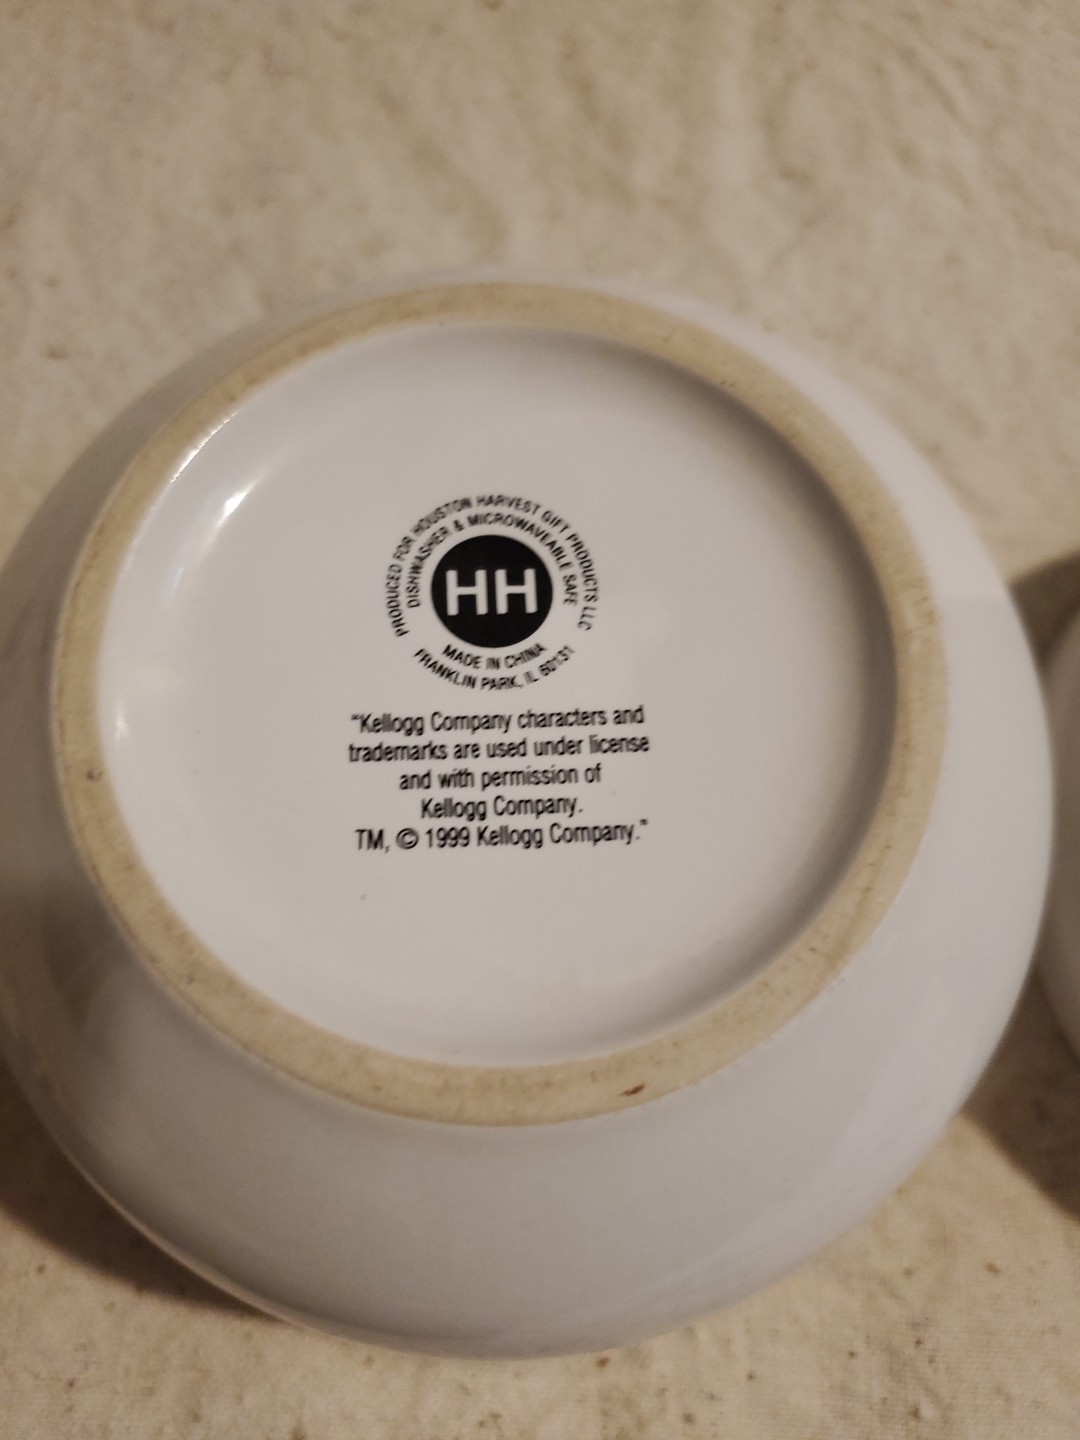 PRODUCED FOR HOUSTON HARVEST GIFT PRODUCTS LLC
DISHWASHER & MICROWAVEABLE SAFE
HH
MADE IN CHINA
FRANKLIN PARK, IL 60131
"Kellogg Company characters and
trademarks are used under license
and with permission of
Kellogg Company.
TM, © 1999 Kellogg Company."